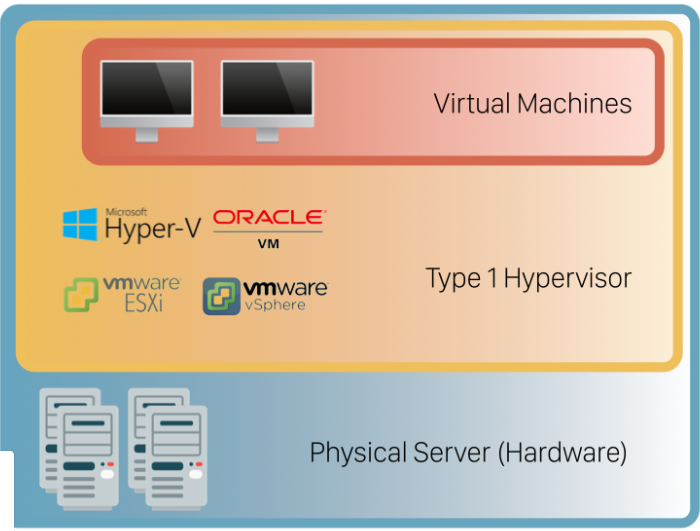 Virtual Machines
Microsoft
Hyper-V
ORACLE
VM
vmware
ESXi
vmware
vSphere
Type 1 Hypervisor
Physical Server (Hardware)